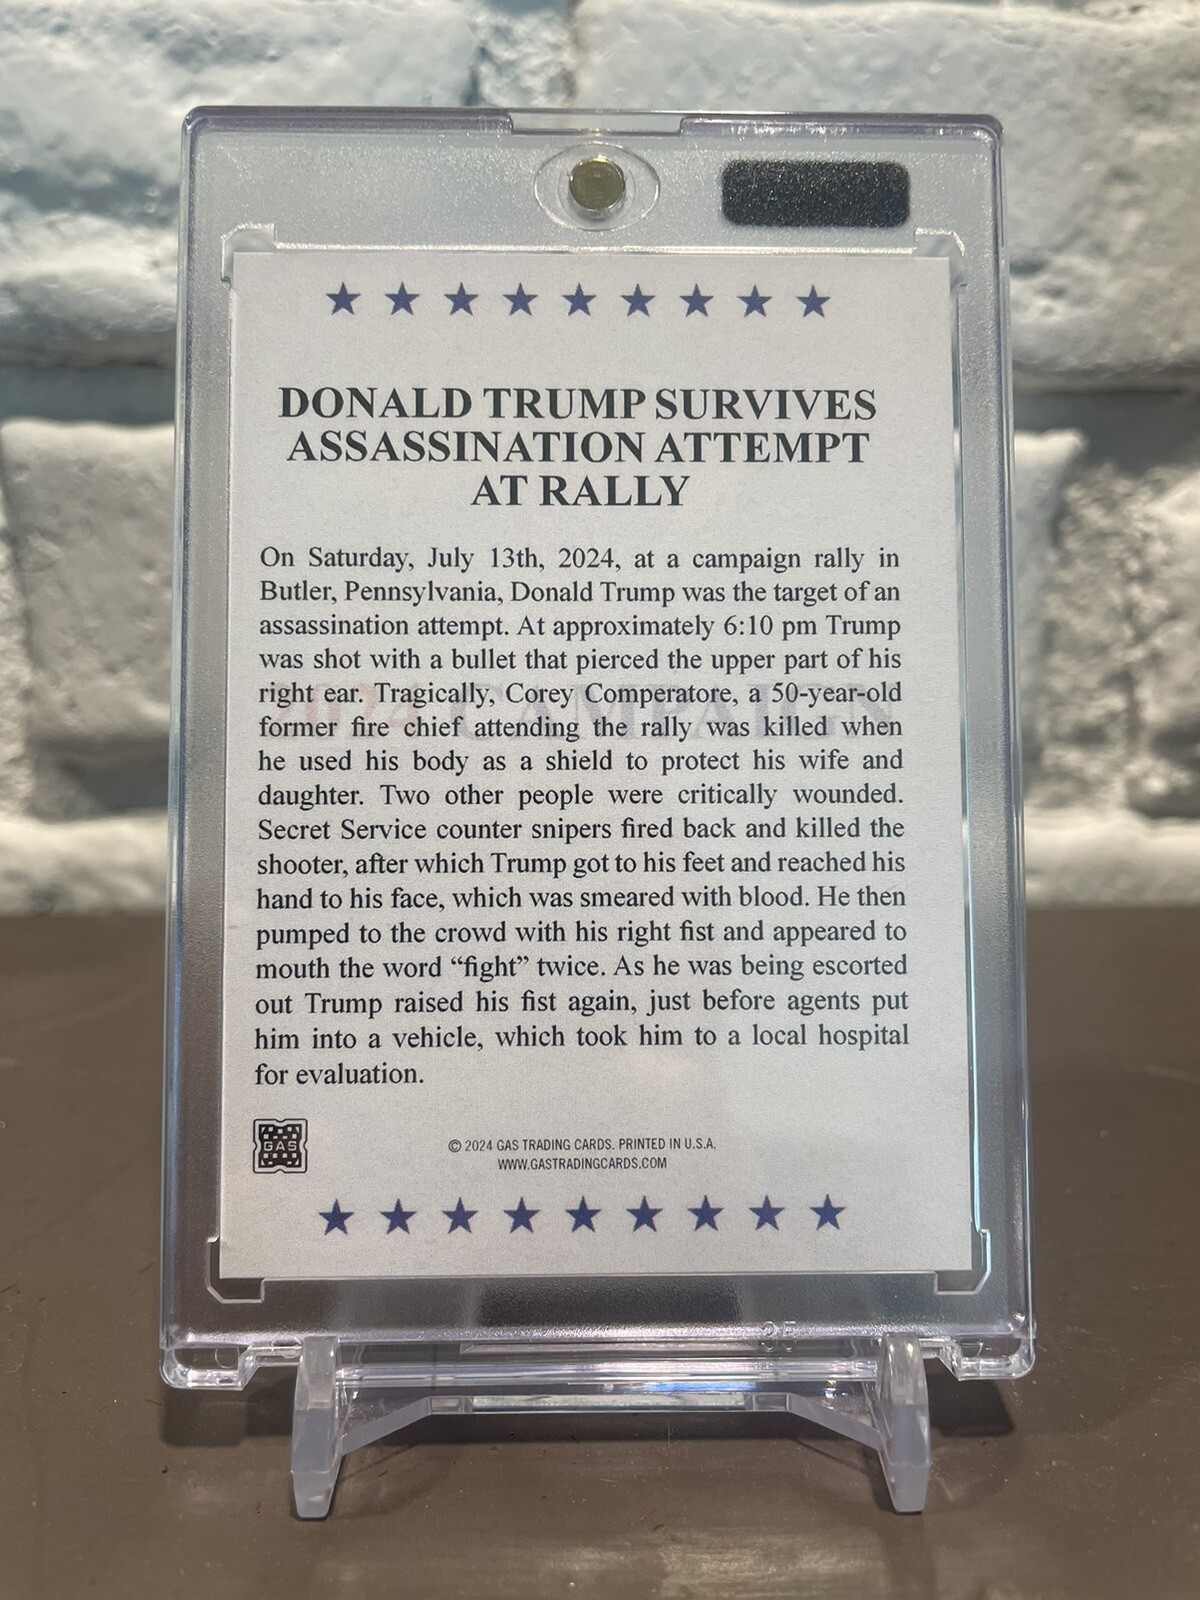 DONALD TRUMP SURVIVES
ASSASSINATION ATTEMPT
AT RALLY
On Saturday, July 13th, 2024, at a campaign rally in
Butler, Pennsylvania, Donald Trump was the target of an
assassination attempt. At approximately 6:10 pm Trump
was shot with a bullet that pierced the upper part of his
right ear. Tragically, Corey Comperatore, a 50-year-old
former fire chief attending the rally was killed when
he used his body as a shield to protect his wife and
daughter. Two other people were critically wounded.
Secret Service counter snipers fired back and killed the
shooter, after which Trump got to his feet and reached his
hand to his face, which was smeared with blood. He then
pumped to the crowd with his right fist and appeared to
mouth the word “fight” twice. As he was being escorted
out Trump raised his fist again, just before agents put
him into a vehicle, which took him to a local hospital
for evaluation.
GAS
© 2024 GAS TRADING CARDS. PRINTED IN U.S.A.
WWW.GASTRADINGCARDS.COM
35